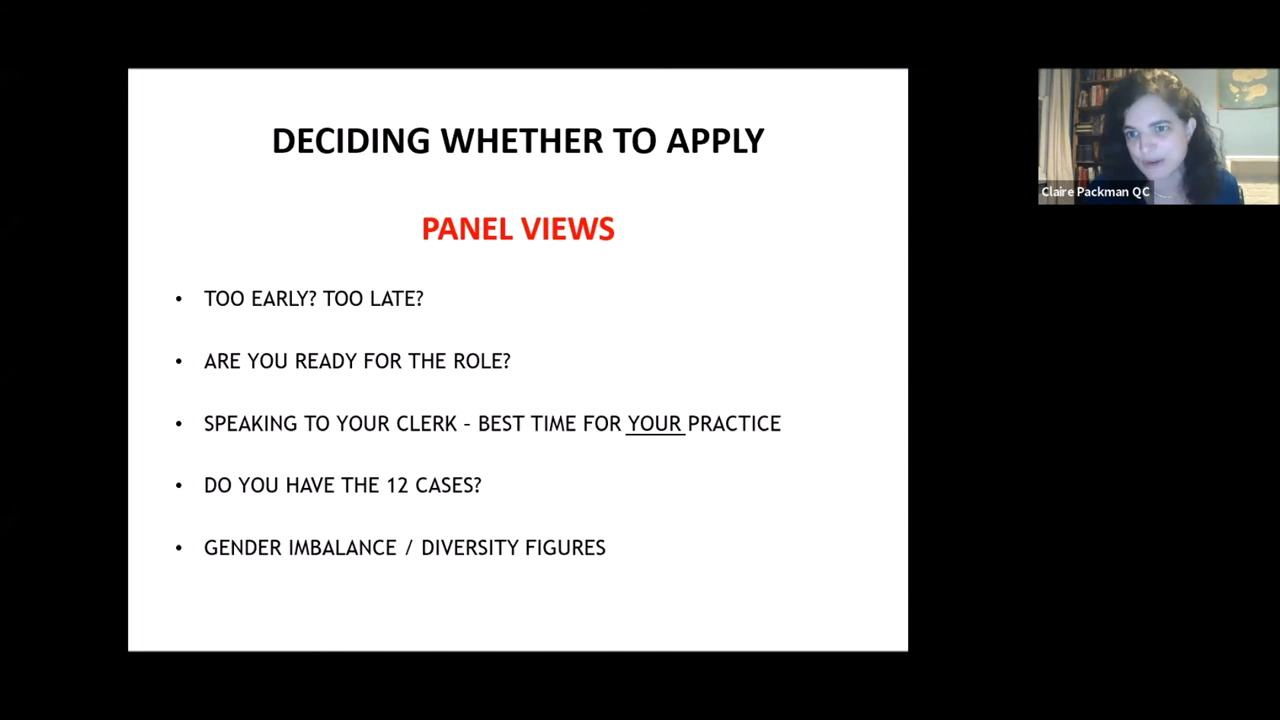 DECIDING WHETHER TO APPLY
PANEL VIEWS
• TOO EARLY? TOO LATE?
• ARE YOU READY FOR THE ROLE?
• SPEAKING TO YOUR CLERK – BEST TIME FOR YOUR PRACTICE
• DO YOU HAVE THE 12 CASES?
• GENDER IMBALANCE / DIVERSITY FIGURES
Claire Packman QC